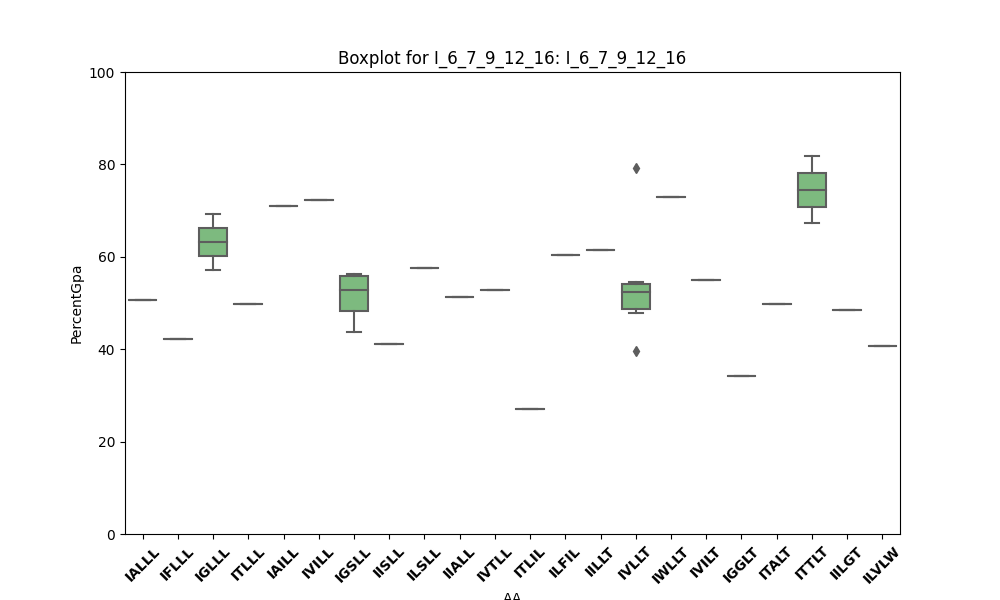 Boxplot for I_6_7_9_12_16: I_6_7_9_12_16
PercentGpa
100
80
60
40
20
0
IALLL
IFLLL
IGLLL
ITLLL
IAILL
IVILL
IGSLL
IISLL
ILSLL
IIALL
IVTLL
ITLIL
ILFIL
IILLT
IVLLT
IWLLT
IVILT
IGGLT
ITALT
ITTLT
IILGT
ILVLW
AA